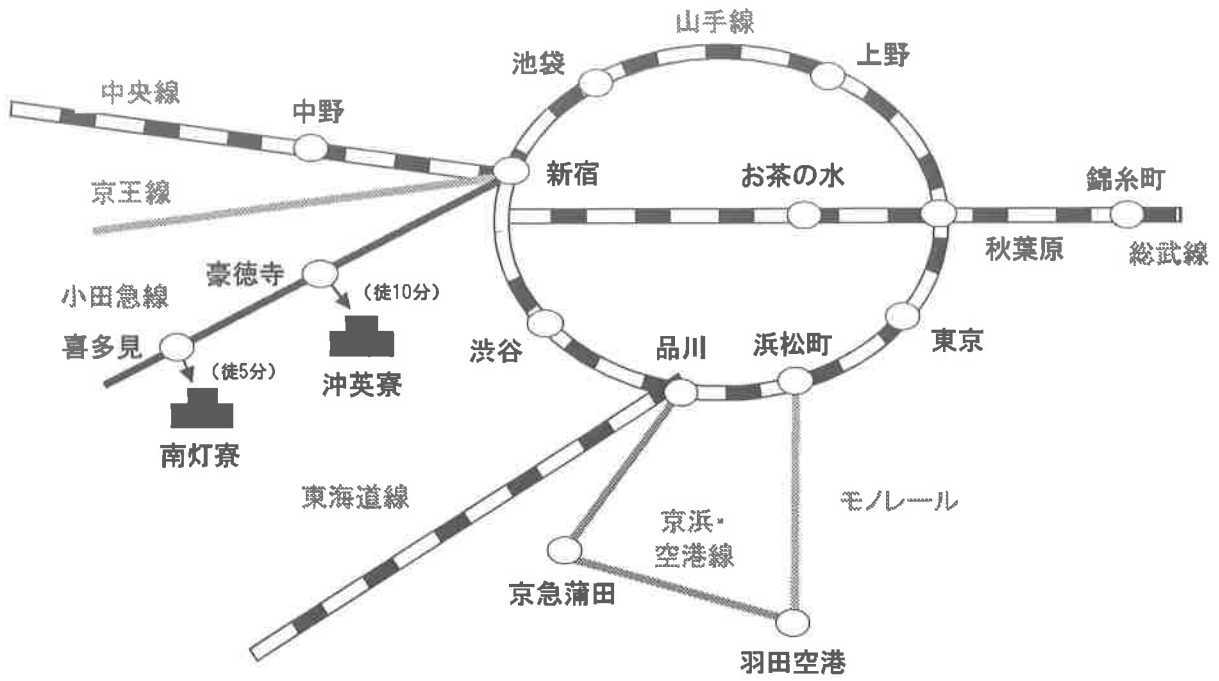 山手線
池袋
上野
中央線
中野
新宿
お茶の水
錦糸町
京王線
秋葉原
総武線
豪徳寺
小田急線
(徒10分)
喜多見
渋谷
品川
浜松町
東京
(徒5分)
沖英寮
南灯寮
東海道線
モノレール
京浜・
空港線
京急蒲田
羽田空港